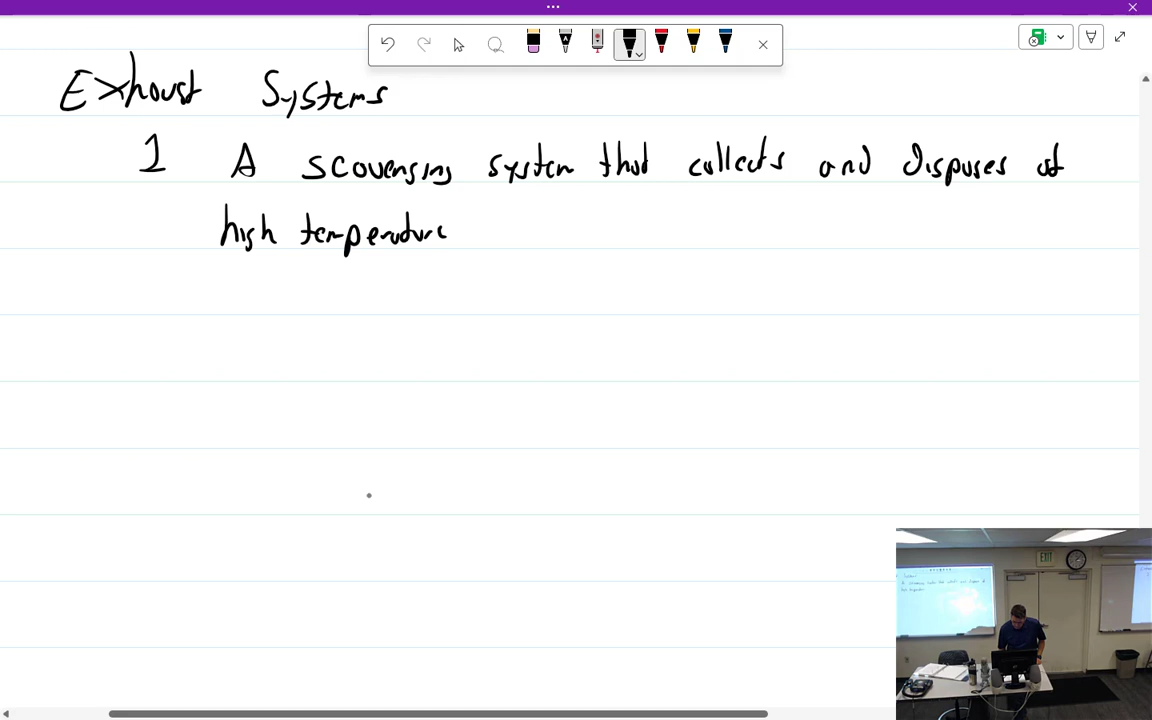 Exhaust Systems
1 A scavenging system that collects and disposes of
high temperature